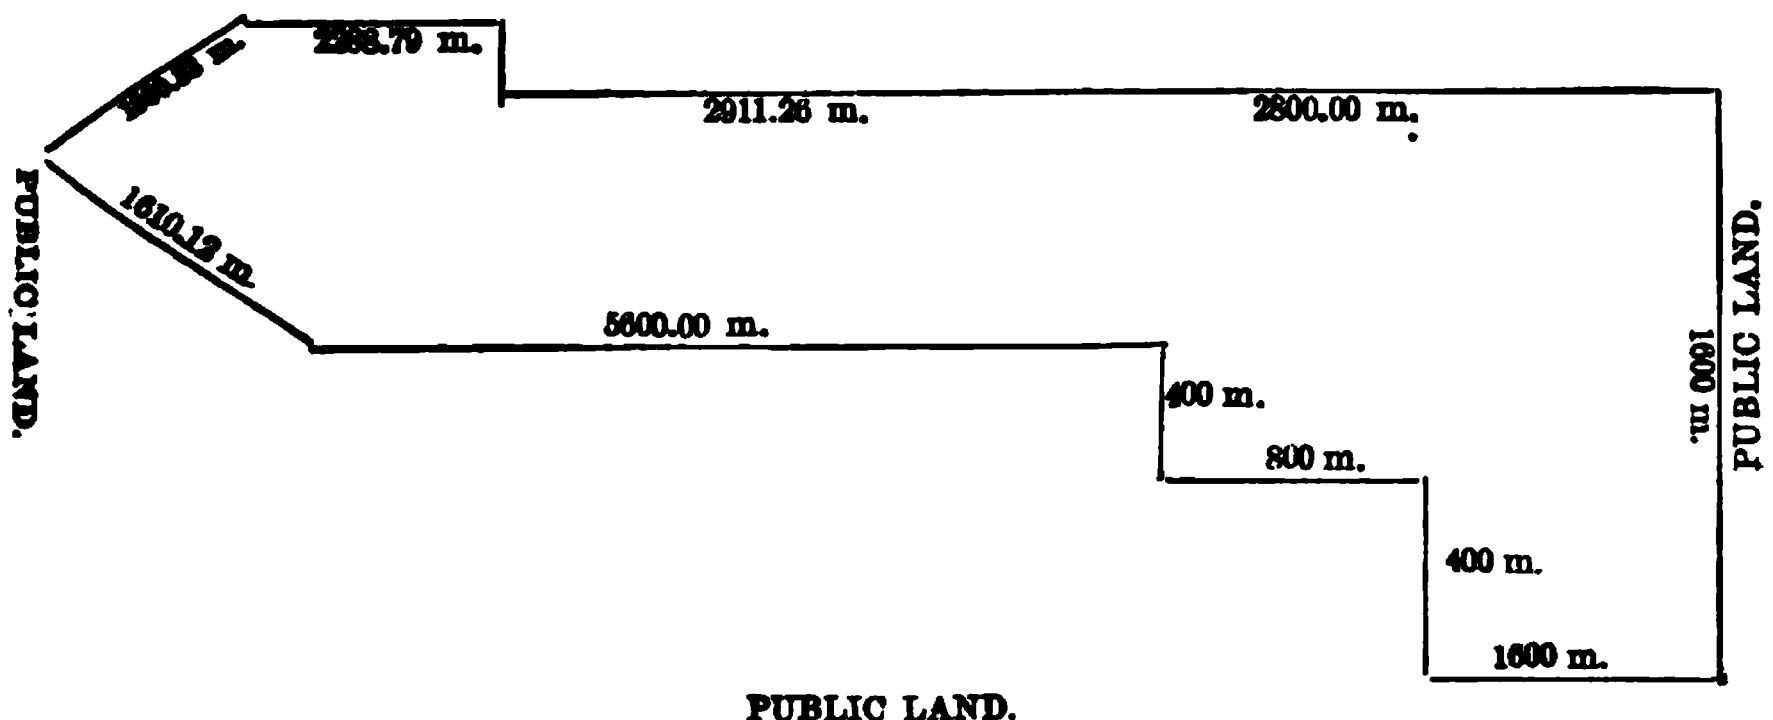 m.
m.
2911.26 m.
2800.00 m.
1610.12 m.
PUBLIC LAND.
PUBLIC LAND.
1600 m.
5600.00 m.
400 m.
800 m.
400 m.
1600 m.
PUBLIC LAND.